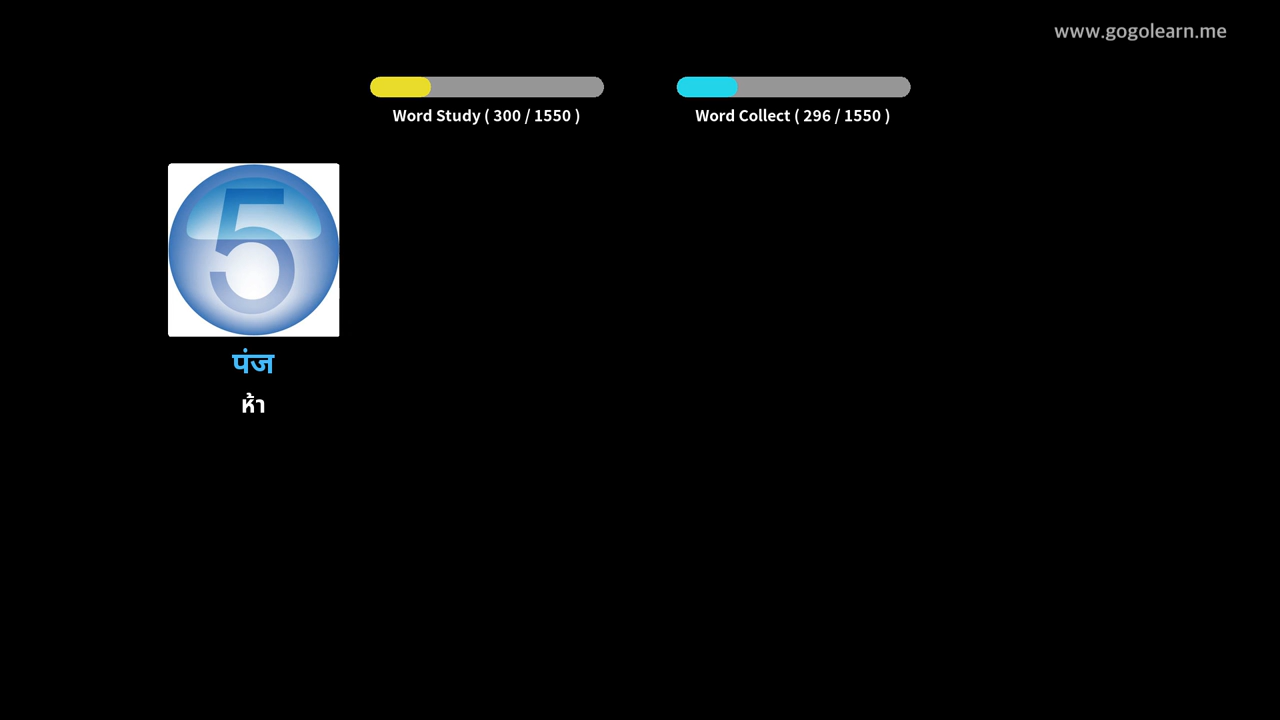 www.gogolearn.me
Word Study ( 300 / 1550 )
Word Collect ( 296 / 1550 )
5
पंज
ห้า